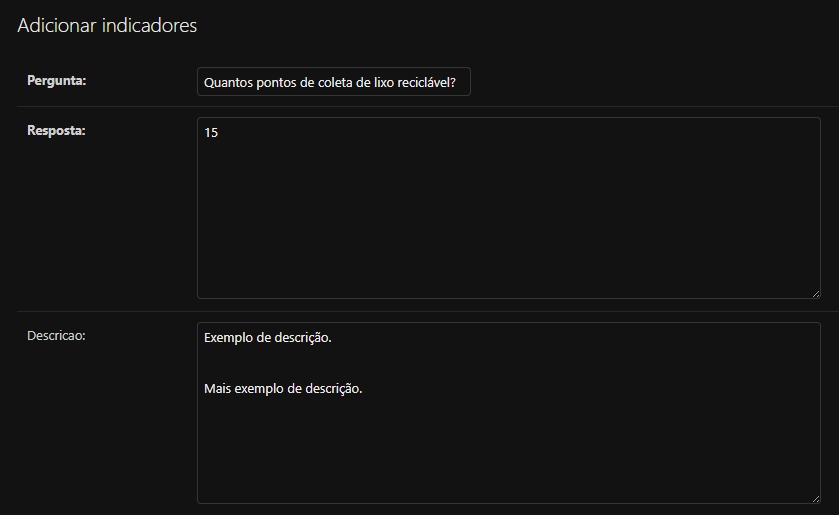 Adicionar indicadores
Pergunta:
Quantos pontos de coleta de lixo reciclável?
Resposta:
15
Descricao:
Exemplo de descrição.
Mais exemplo de descrição.